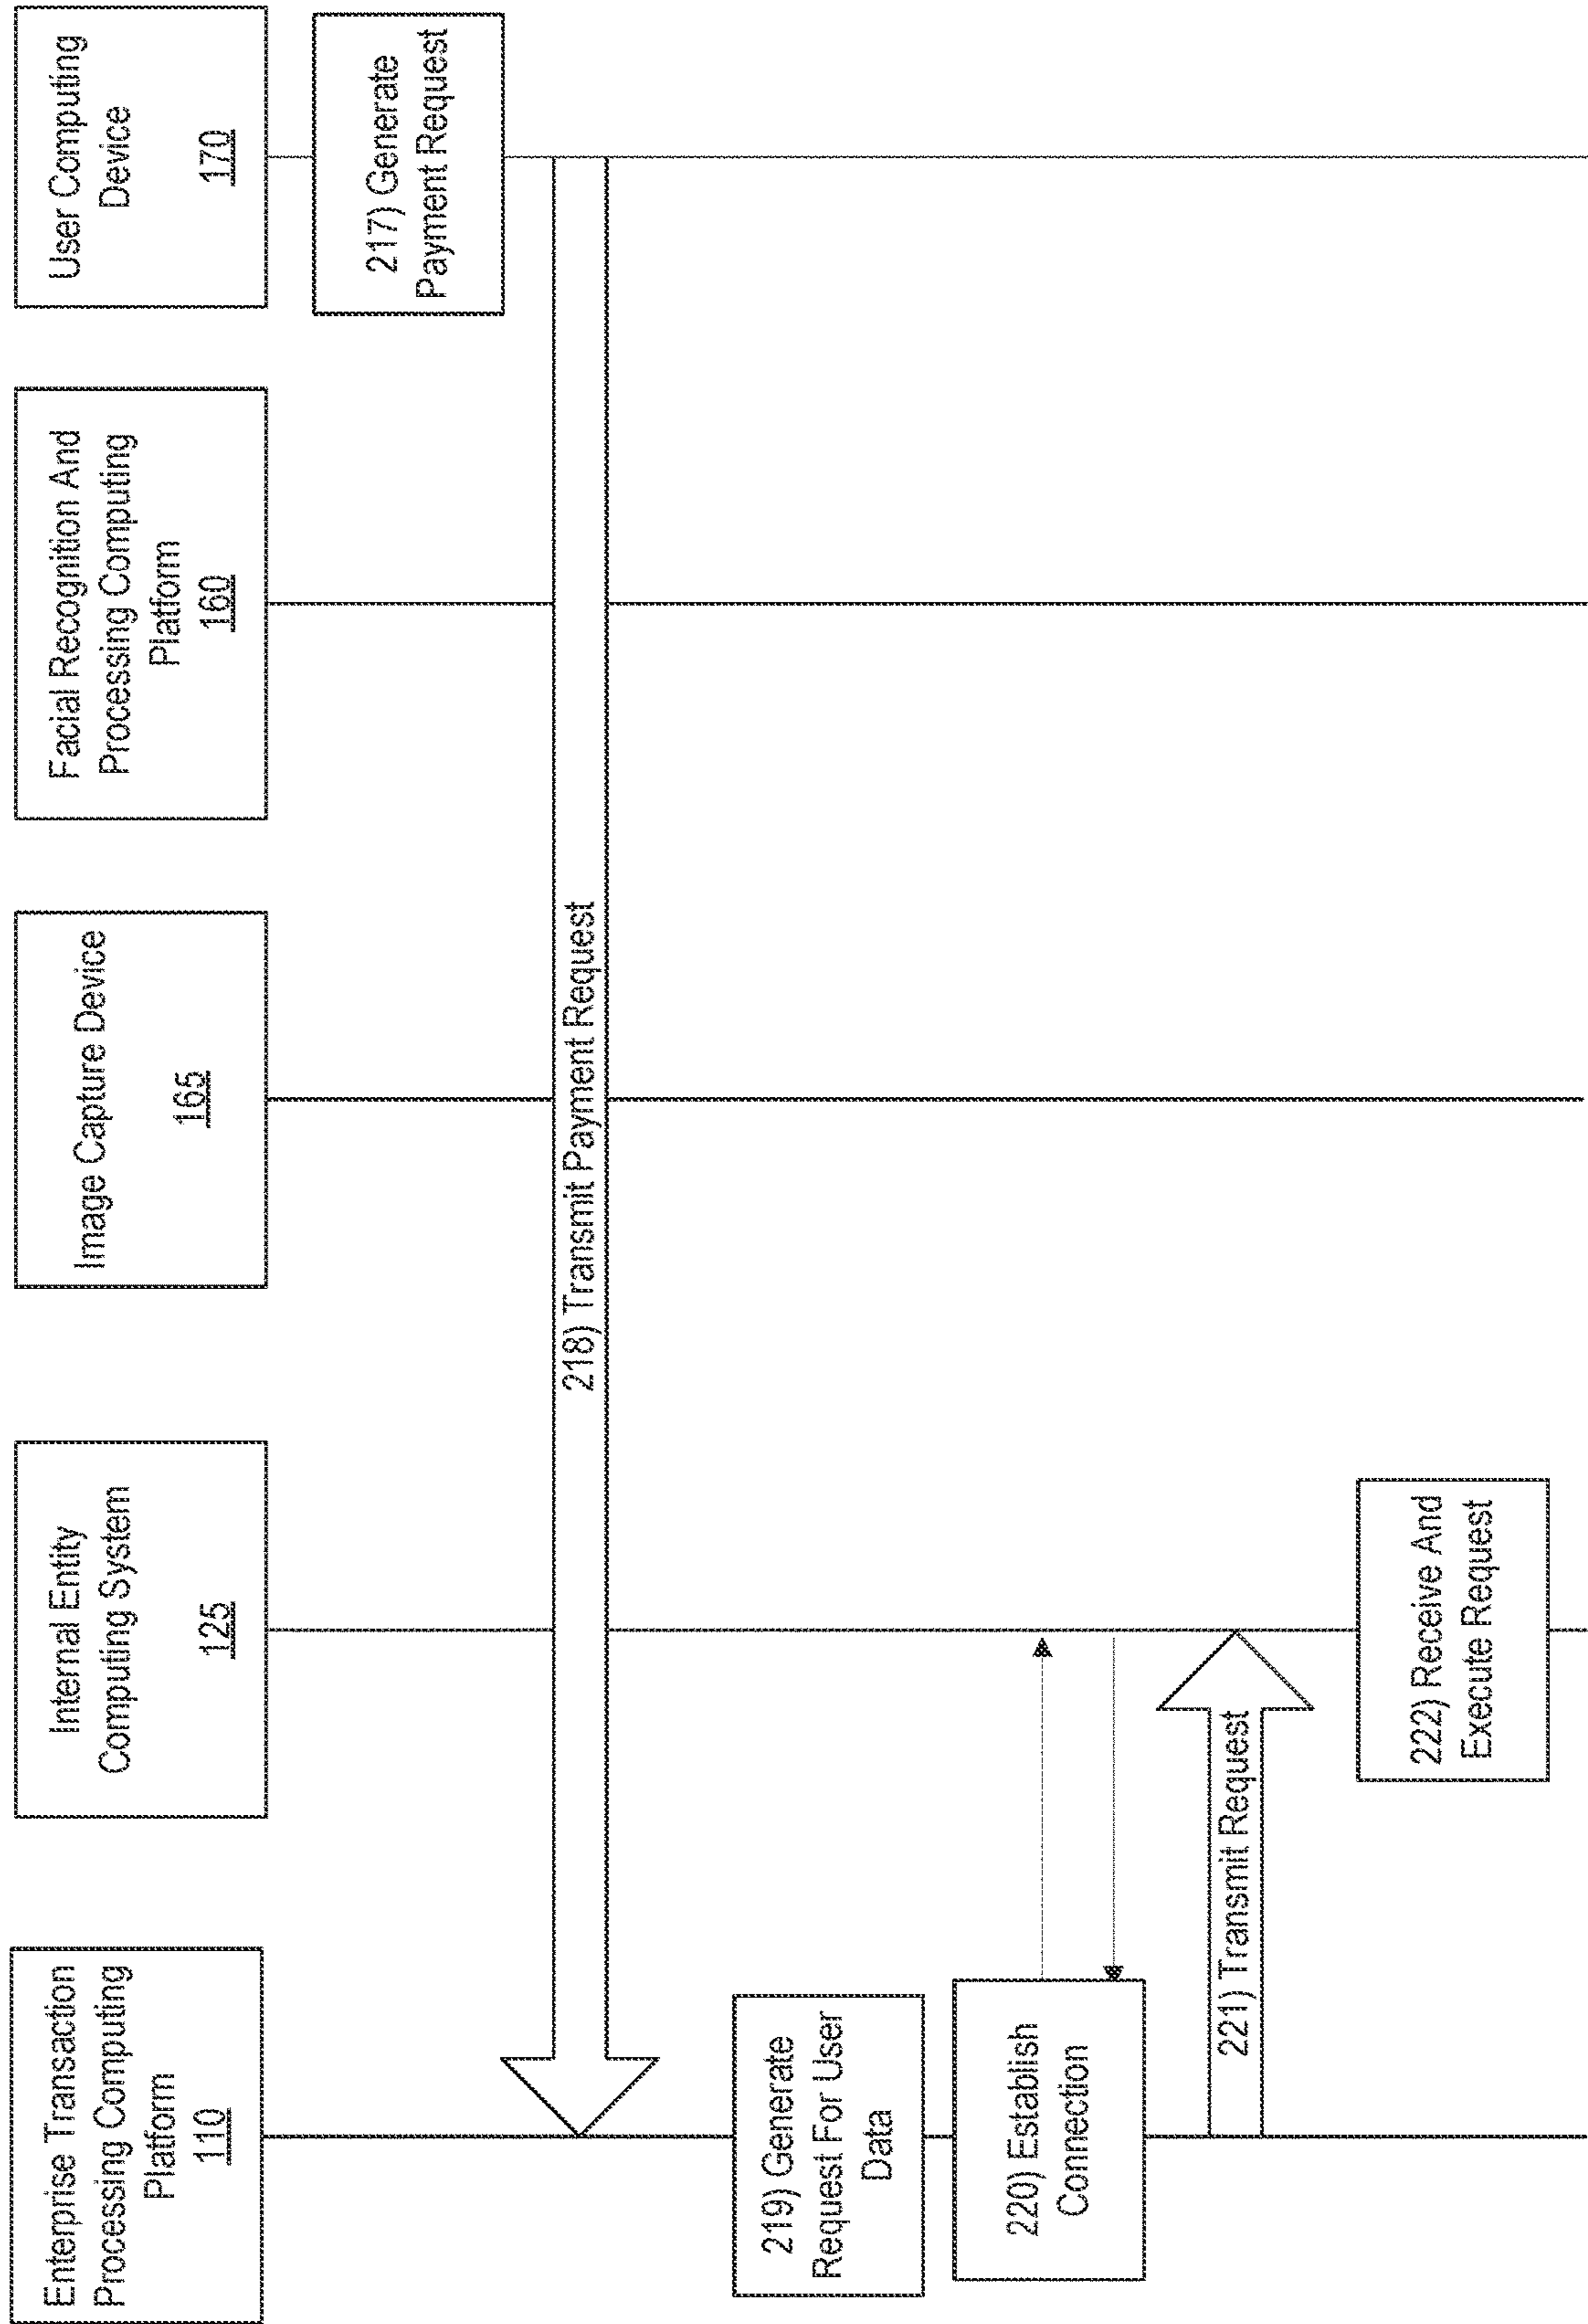 Enterprise Transaction
Processing Computing
Platform
110
Internal Entity
Computing System
125
Image Capture Device
165
Facial Recognition And
Processing Computing
Platform
160
User Computing
Device
170
217) Generate
Payment Request
218) Transmit Payment Request
219) Generate
Request For User
Data
220) Establish
Connection
221) Transmit Request
222) Receive And
Execute Request